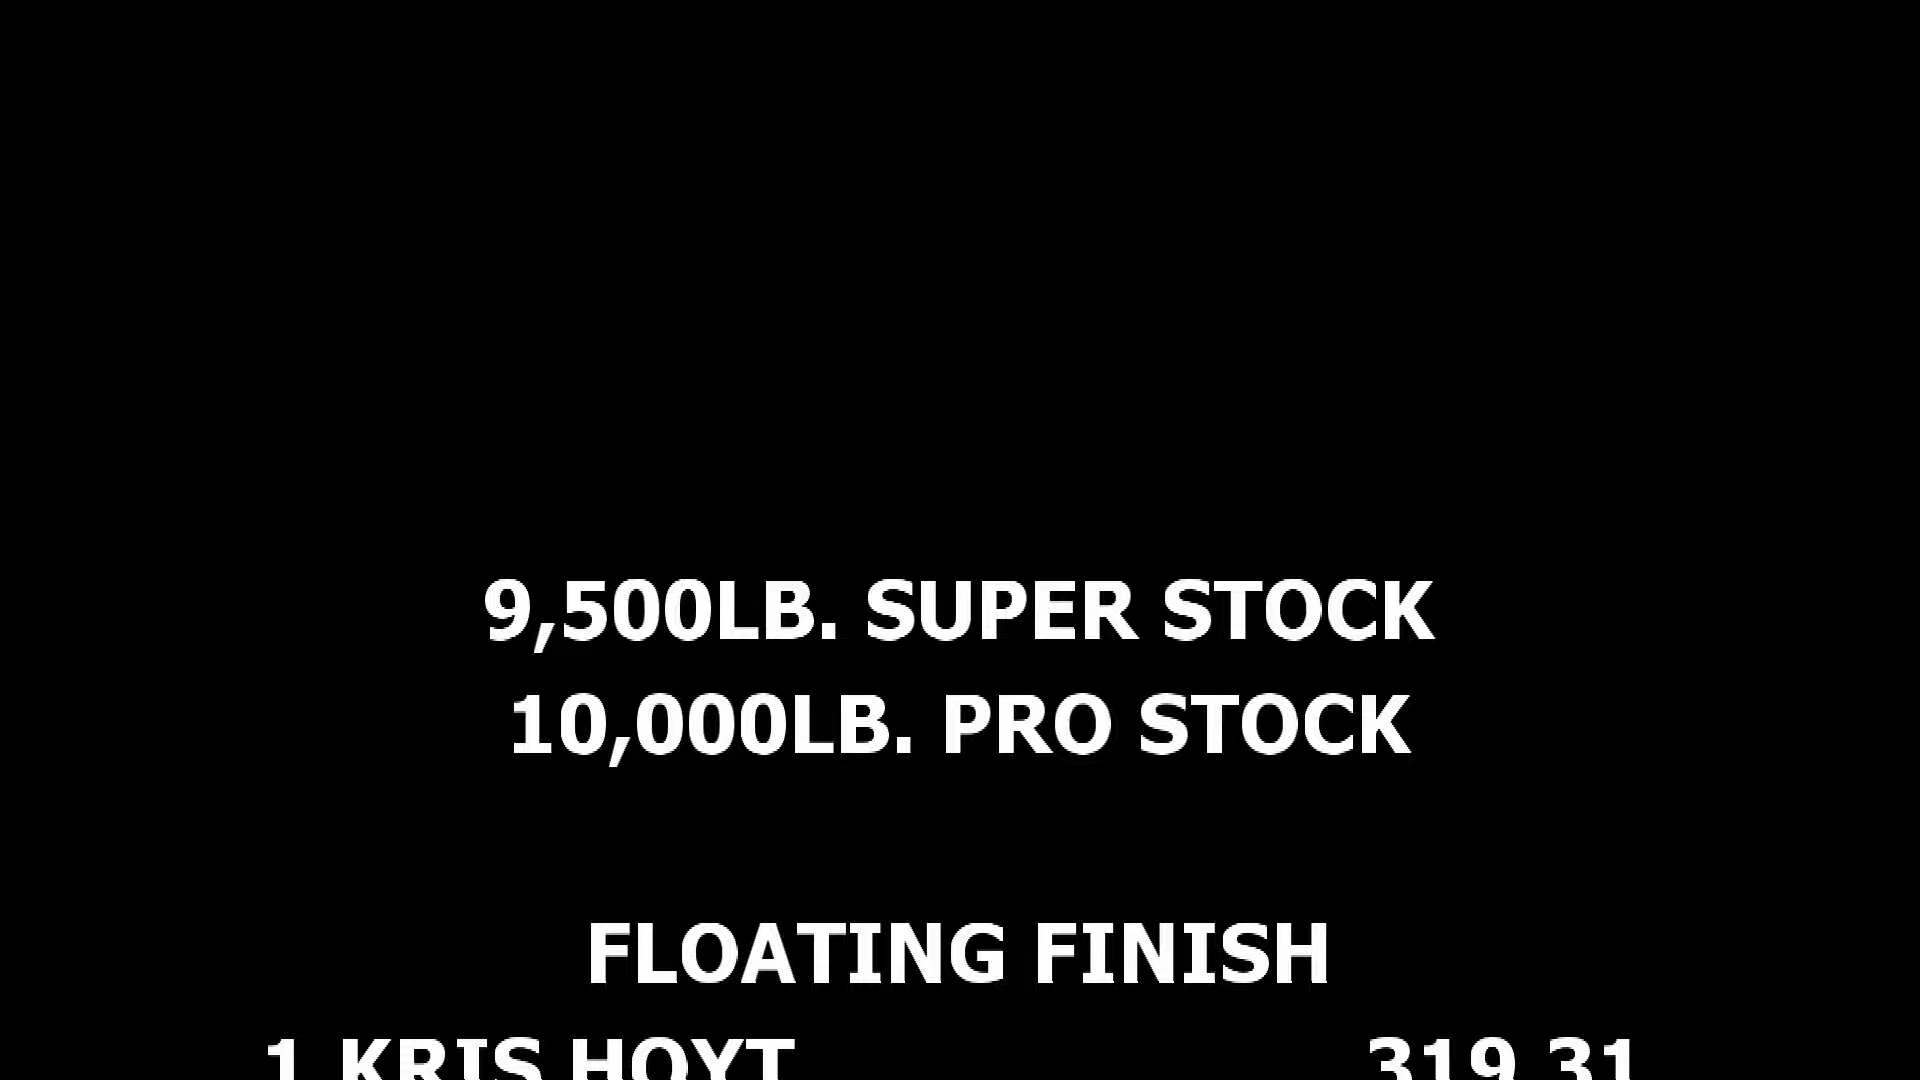 9,500LB. SUPER STOCK
10,000LB. PRO STOCK
FLOATING FINISH
1 KRIS HOYT 319.31